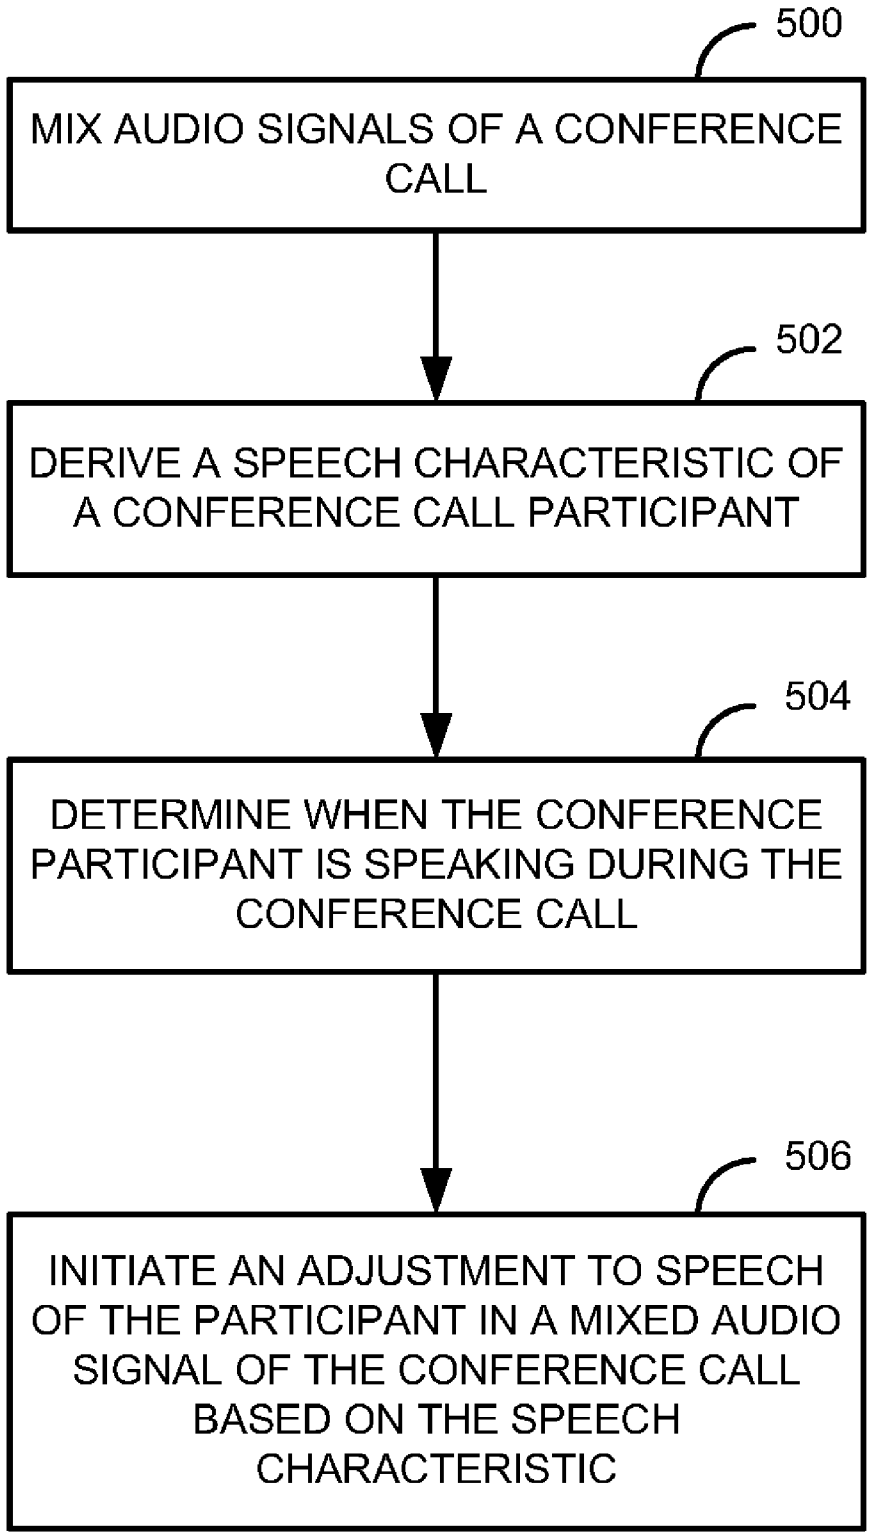 500
MIX AUDIO SIGNALS OF A CONFERENCE
CALL
502
DERIVE A SPEECH CHARACTERISTIC OF
A CONFERENCE CALL PARTICIPANT
504
DETERMINE WHEN THE CONFERENCE
PARTICIPANT IS SPEAKING DURING THE
CONFERENCE CALL
506
INITIATE AN ADJUSTMENT TO SPEECH
OF THE PARTICIPANT IN A MIXED AUDIO
SIGNAL OF THE CONFERENCE CALL
BASED ON THE SPEECH
CHARACTERISTIC